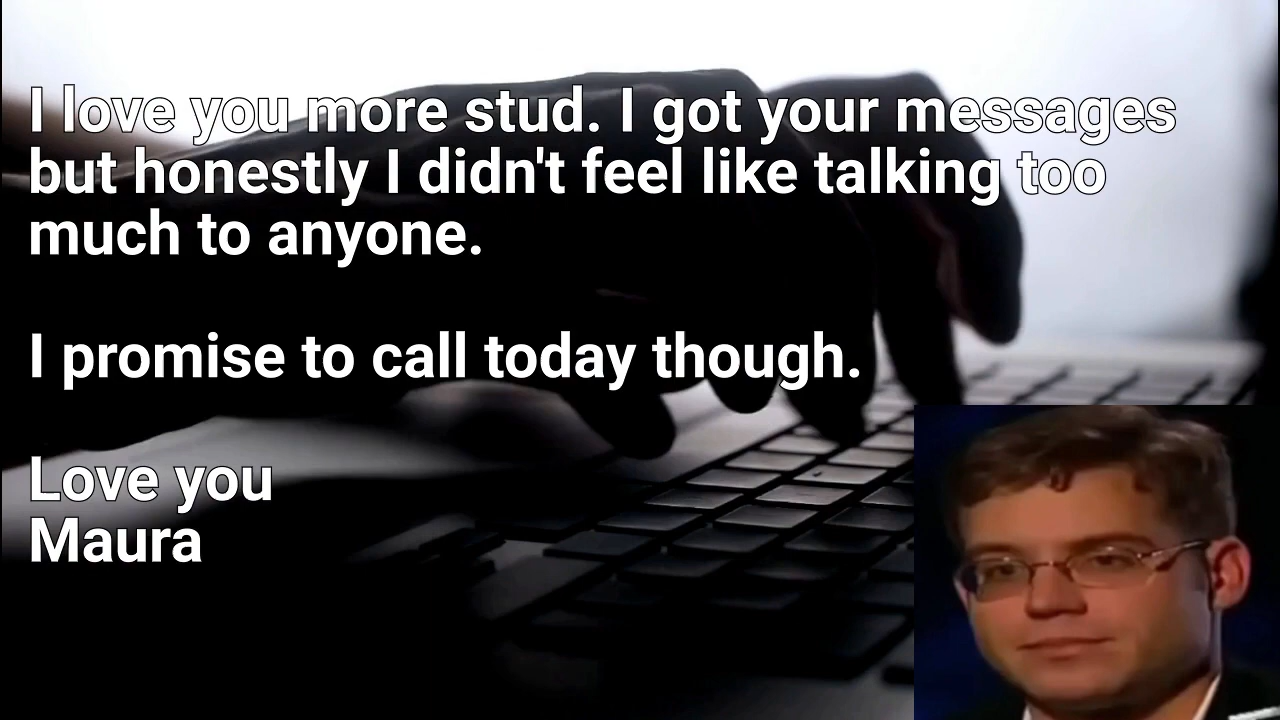 I love you more stud. I got your messages
but honestly I didn't feel like talking too
much to anyone.
I promise to call today though.
Love you
Maura